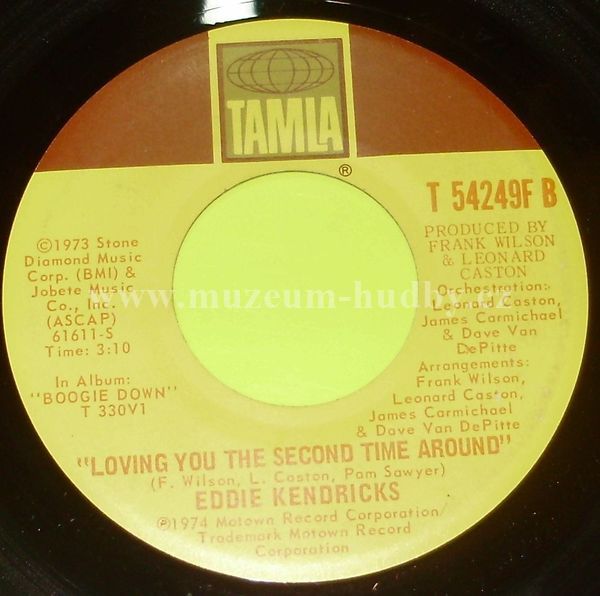 TAMLA
®
T 54249F B
PRODUCED BY
FRANK WILSON
& LEONARD
CASTON
Orchestration:
Leonard Caston,
James Carmichael
& Dave Van
DePitte
Arrangements:
Frank Wilson,
Leonard Caston,
James Carmichael
& Dave Van DePitte
©1973 Stone
Diamond Music
Corp. (BMI) &
Jobete Music
Co., Inc.
(ASCAP)
61611-S
Time: 3:10
In Album:
"BOOGIE DOWN"
T 330V1
www.muzeum-hudby.cz
"LOVING YOU THE SECOND TIME AROUND"
(F. Wilson, L. Caston, Pam Sawyer)
EDDIE KENDRICKS
℗1974 Motown Record Corporation/
Trademark Motown Record
Corporation